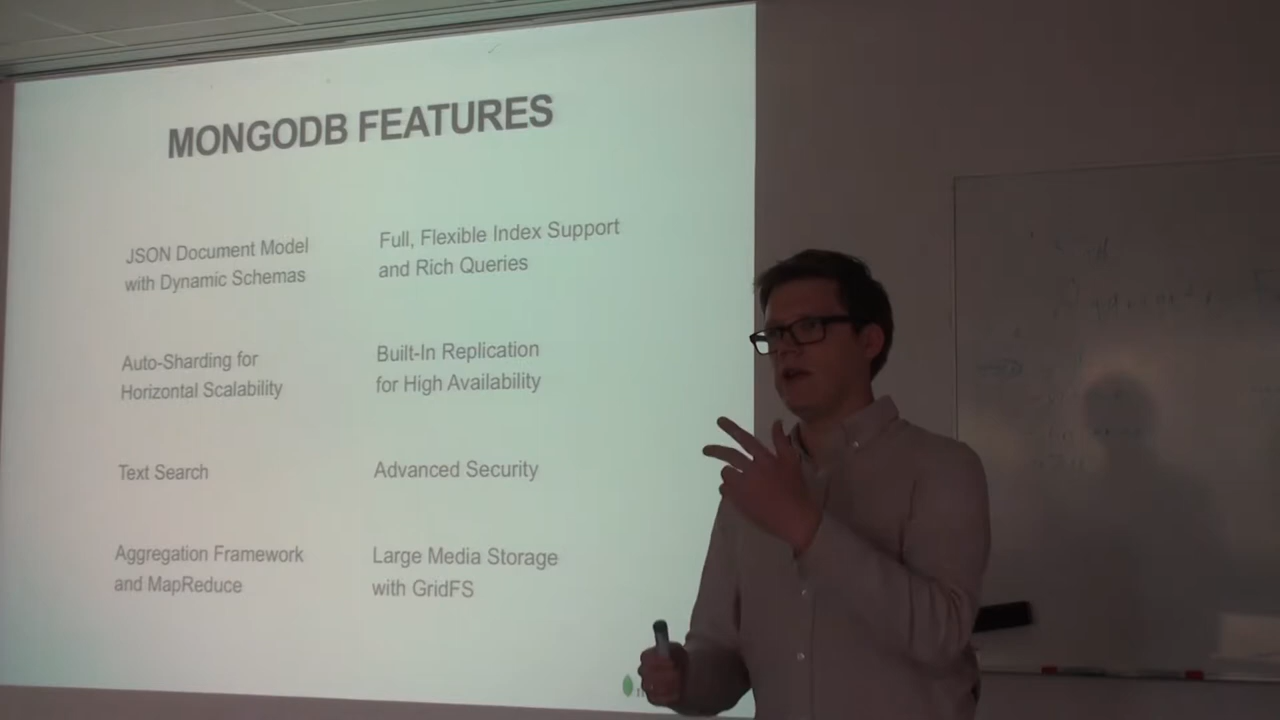 MONGODB FEATURES
JSON Document Model
with Dynamic Schemas
Full, Flexible Index Support
and Rich Queries
Auto-Sharding for
Horizontal Scalability
Built-In Replication
for High Availability
Text Search
Advanced Security
Aggregation Framework
and MapReduce
Large Media Storage
with GridFS